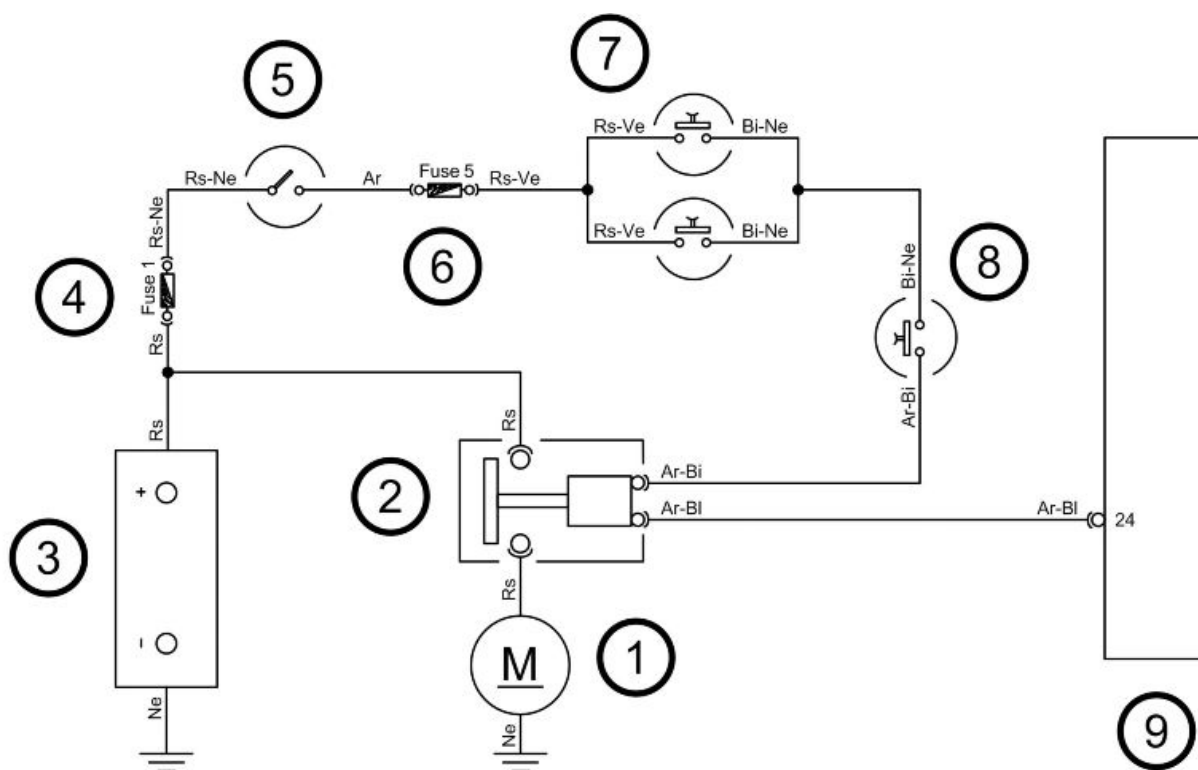 7
5
Rs-Ve
Bi-Ne
Rs-Ne
Ar
Fuse 5
Rs-Ve
Rs-Ne
Rs-Ve
Bi-Ne
6
8
4
Fuse 1
Bi-Ne
Rs
Rs
Rs
Ar-Bi
+
2
Ar-Bi
Ar-Bl
Ar-Bl
24
3
Rs
-
M
1
Ne
Ne
9